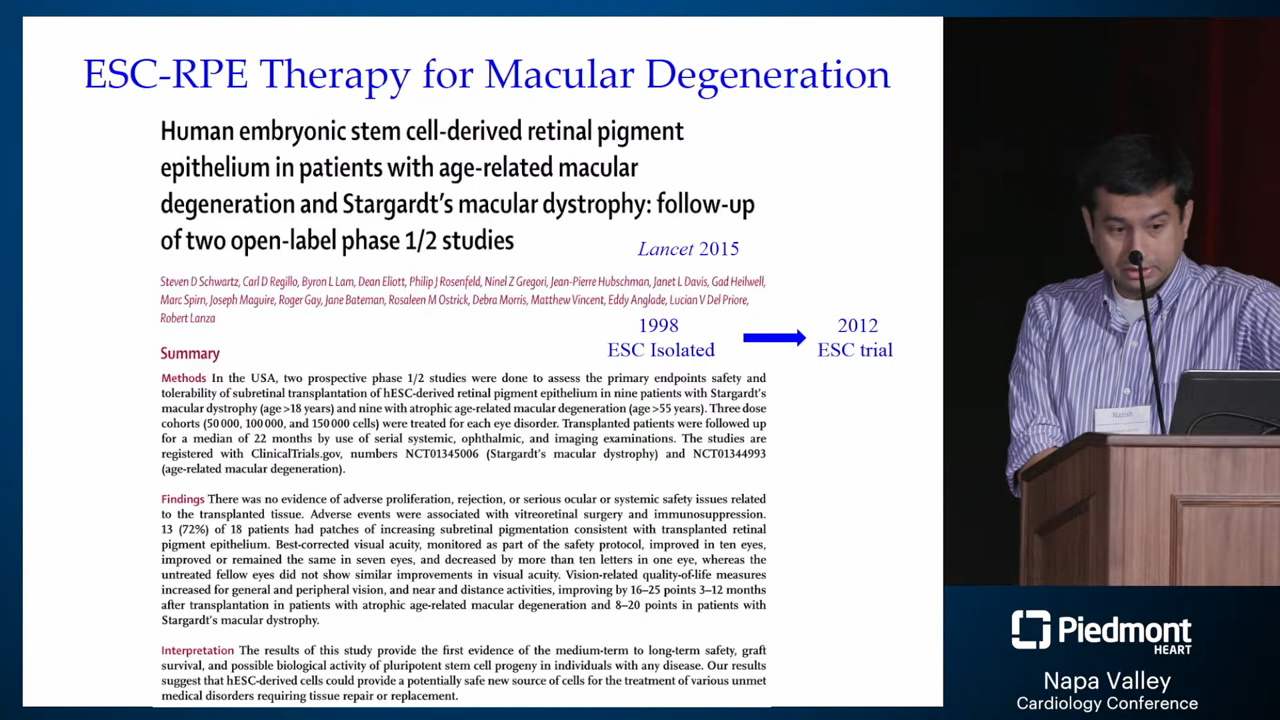 ESC-RPE Therapy for Macular Degeneration
Human embryonic stem cell-derived retinal pigment
epithelium in patients with age-related macular
degeneration and Stargardt's macular dystrophy: follow-up
of two open-label phase 1/2 studies
Lancet 2015
Steven D Schwartz, Carl D Regillo, Byron L Lam, Dean Eliott, Philip J Rosenfeld, Ninel Z Gregori, Jean-Pierre Hubschman, Janet L Davis, Gad Heilwell,
Marc Spirn, Joseph Maguire, Roger Gay, Jane Bateman, Rosaleen M Ostrick, Debra Morris, Matthew Vincent, Eddy Anglade, Lucian V Del Priore,
Robert Lanza
1998
ESC Isolated
2012
ESC trial
Summary
Methods In the USA, two prospective phase 1/2 studies were done to assess the primary endpoints safety and
tolerability of subretinal transplantation of hESC-derived retinal pigment epithelium in nine patients with Stargardt's
macular dystrophy (age >18 years) and nine with atrophic age-related macular degeneration (age >55 years). Three dose
cohorts (50 000, 100 000, and 150 000 cells) were treated for each eye disorder. Transplanted patients were followed up
for a median of 22 months by use of serial systemic, ophthalmic, and imaging examinations. The studies are
registered with ClinicalTrials.gov, numbers NCT01345006 (Stargardt's macular dystrophy) and NCT01344993
(age-related macular degeneration).
Findings There was no evidence of adverse proliferation, rejection, or serious ocular or systemic safety issues related
to the transplanted tissue. Adverse events were associated with vitreoretinal surgery and immunosuppression.
13 (72%) of 18 patients had patches of increasing subretinal pigmentation consistent with transplanted retinal
pigment epithelium. Best-corrected visual acuity, monitored as part of the safety protocol, improved in ten eyes,
improved or remained the same in seven eyes, and decreased by more than ten letters in one eye, whereas the
untreated fellow eyes did not show similar improvements in visual acuity. Vision-related quality-of-life measures
increased for general and peripheral vision, and near and distance activities, improving by 16–25 points 3–12 months
after transplantation in patients with atrophic age-related macular degeneration and 8–20 points in patients with
Stargardt's macular dystrophy.
Interpretation The results of this study provide the first evidence of the medium-term to long-term safety, graft
survival, and possible biological activity of pluripotent stem cell progeny in individuals with any disease. Our results
suggest that hESC-derived cells could provide a potentially safe new source of cells for the treatment of various unmet
medical disorders requiring tissue repair or replacement.
Nazish
Piedmont
HEART
Napa Valley
Cardiology Conference